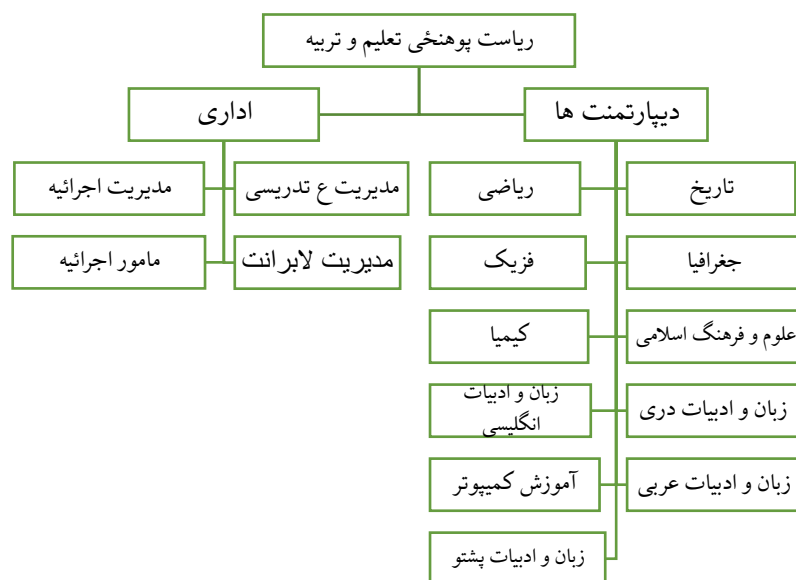 ریاست پوهنځی تعلیم و تربیه
دیپارتمنت ها
اداری
تاریخ
ریاضی
مدیریت ع تدریسی
مدیریت اجرائیه
جغرافیا
فزیک
مدیریت لابرانت
مامور اجرائیه
علوم و فرهنگ اسلامی
کیمیا
زبان و ادبیات دری
زبان و ادبیات
انگلیسی
زبان و ادبیات عربی
آموزش کمیپوتر
زبان و ادبیات پشتو